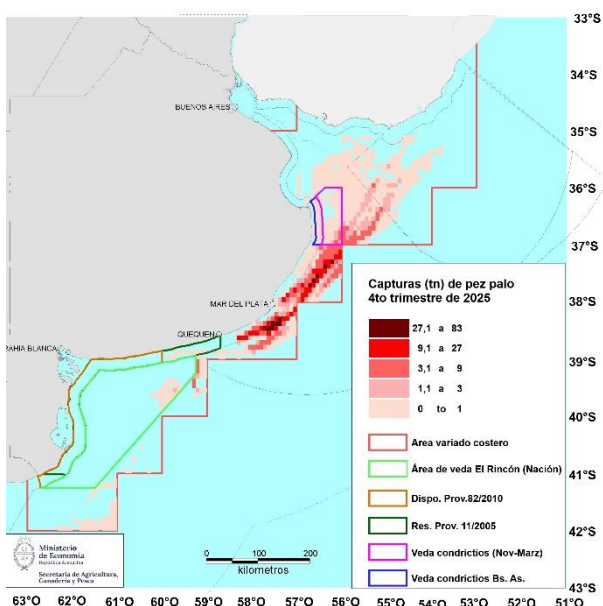 33°S
34°S
BUENOS AIRES
35°S
36°S
37°S
Capturas (tn) de pez palo
4to trimestre de 2025
MAR DEL PLATA
38°S
27,1 a 83
QUEQUEN
9,1 a 27
BAHIA BLANCA
39°S
3,1 a 9
1,1 a 3
40°S
0 to 1
Area variado costero
41°S
Área de veda El Rincón (Nación)
Dispo. Prov.82/2010
42°S
Res. Prov. 11/2005
Ministerio
de Economía
República Argentina
Secretaría de Agricultura,
Ganadería y Pesca
0 100 200
kilometros
Veda condrictios (Nov-Marz)
Veda condrictios Bs. As.
43°S
63°O 62°O 61°O 60°O 59°O 58°O 57°O 56°O 55°O 54°O 53°O 52°O 51°O